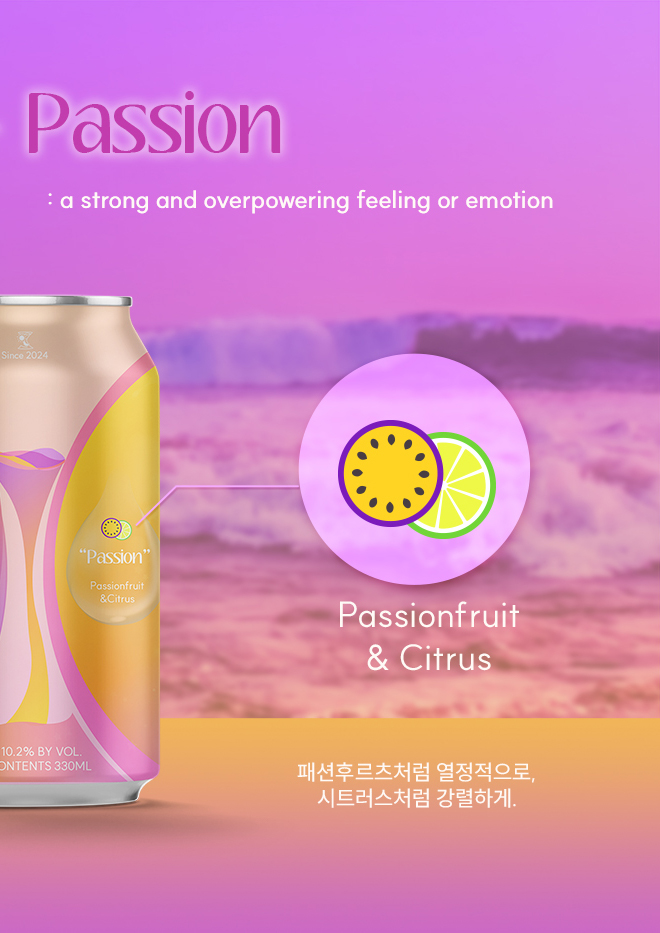 Passion
: a strong and overpowering feeling or emotion
Since 2024
“Passion”
Passionfruit
&Citrus
Passionfruit
& Citrus
10.2% BY VOL.
ONTENTS 330ML
패션후르츠처럼 열정적으로,
시트러스처럼 강렬하게.